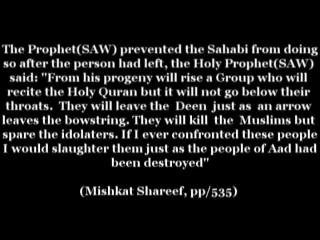 The Prophet(SAW) prevented the Sahabi from doing
so after the person had left, the Holy Prophet(SAW)
said: "From his progeny will rise a Group who will
recite the Holy Quran but it will not go below their
throats. They will leave the Deen just as an arrow
leaves the bowstring. They will kill the Muslims but
spare the idolaters. If I ever confronted these people
I would slaughter them just as the people of Aad had
been destroyed"
(Mishkat Shareef, pp/535)